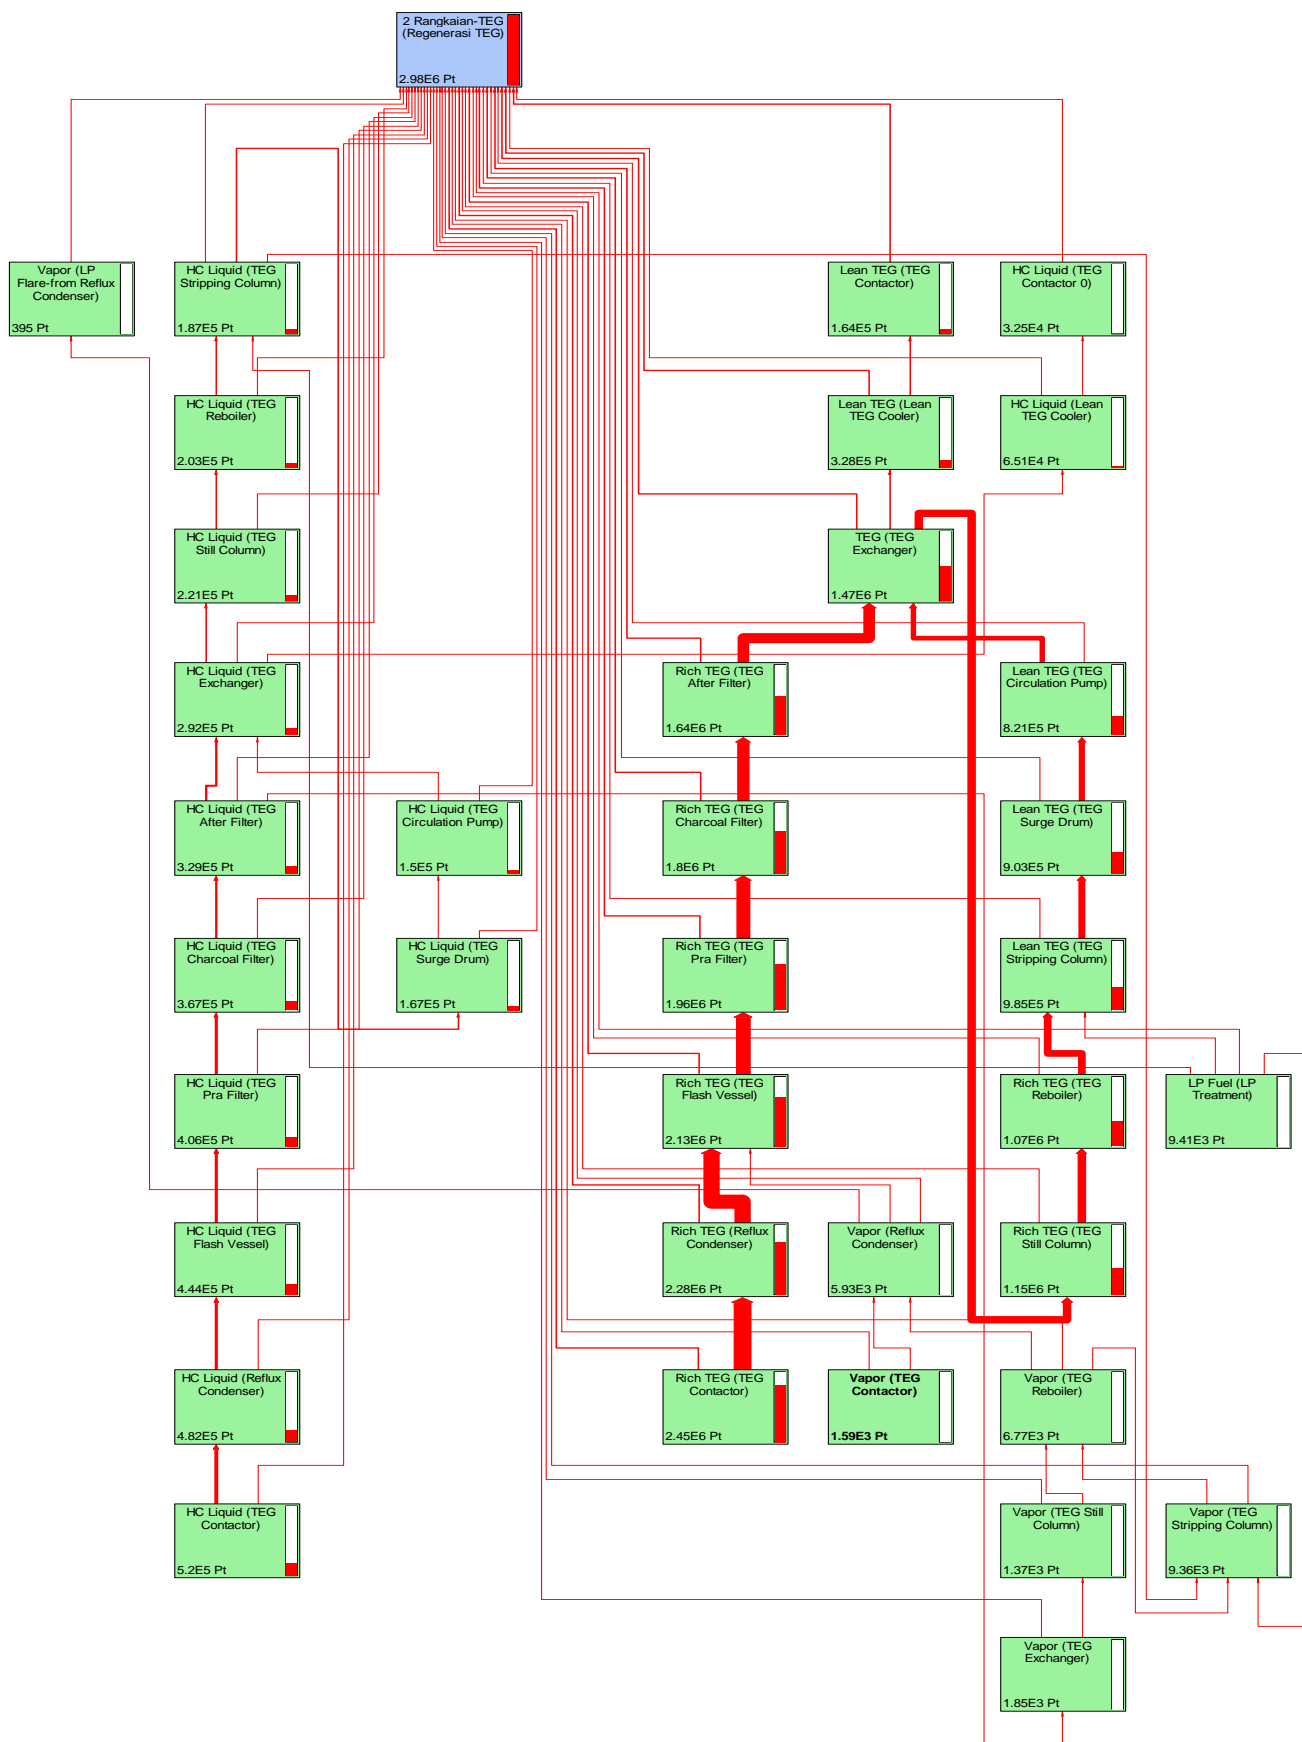 2 Rangkaian-TEG
(Regenerasi TEG)
2.98E6 Pt
Vapor (LP
Flare-from Reflux
Condenser)
395 Pt
HC Liquid (TEG
Stripping Column)
1.87E5 Pt
Lean TEG (TEG
Contactor)
1.64E5 Pt
HC Liquid (TEG
Contactor 0)
3.25E4 Pt
HC Liquid (TEG
Reboiler)
2.03E5 Pt
Lean TEG (Lean
TEG Cooler)
3.28E5 Pt
HC Liquid (Lean
TEG Cooler)
6.51E4 Pt
HC Liquid (TEG
Still Column)
2.21E5 Pt
TEG (TEG
Exchanger)
1.47E6 Pt
HC Liquid (TEG
Exchanger)
2.92E5 Pt
Rich TEG (TEG
After Filter)
1.64E6 Pt
Lean TEG (TEG
Circulation Pump)
8.21E5 Pt
HC Liquid (TEG
After Filter)
3.29E5 Pt
HC Liquid (TEG
Circulation Pump)
1.5E5 Pt
Rich TEG (TEG
Charcoal Filter)
1.8E6 Pt
Lean TEG (TEG
Surge Drum)
9.03E5 Pt
HC Liquid (TEG
Charcoal Filter)
3.67E5 Pt
HC Liquid (TEG
Surge Drum)
1.67E5 Pt
Rich TEG (TEG
Pra Filter)
1.96E6 Pt
Lean TEG (TEG
Stripping Column)
9.85E5 Pt
HC Liquid (TEG
Pra Filter)
4.06E5 Pt
Rich TEG (TEG
Flash Vessel)
2.13E6 Pt
Rich TEG (TEG
Reboiler)
1.07E6 Pt
LP Fuel (LP
Treatment)
9.41E3 Pt
HC Liquid (TEG
Flash Vessel)
4.44E5 Pt
Rich TEG (Reflux
Condenser)
2.28E6 Pt
Vapor (Reflux
Condenser)
5.93E3 Pt
Rich TEG (TEG
Still Column)
1.15E6 Pt
HC Liquid (Reflux
Condenser)
4.82E5 Pt
Rich TEG (TEG
Contactor)
2.45E6 Pt
Vapor (TEG
Contactor)
1.59E3 Pt
Vapor (TEG
Reboiler)
6.77E3 Pt
HC Liquid (TEG
Contactor)
5.2E5 Pt
Vapor (TEG Still
Column)
1.37E3 Pt
Vapor (TEG
Stripping Column)
9.36E3 Pt
Vapor (TEG
Exchanger)
1.85E3 Pt